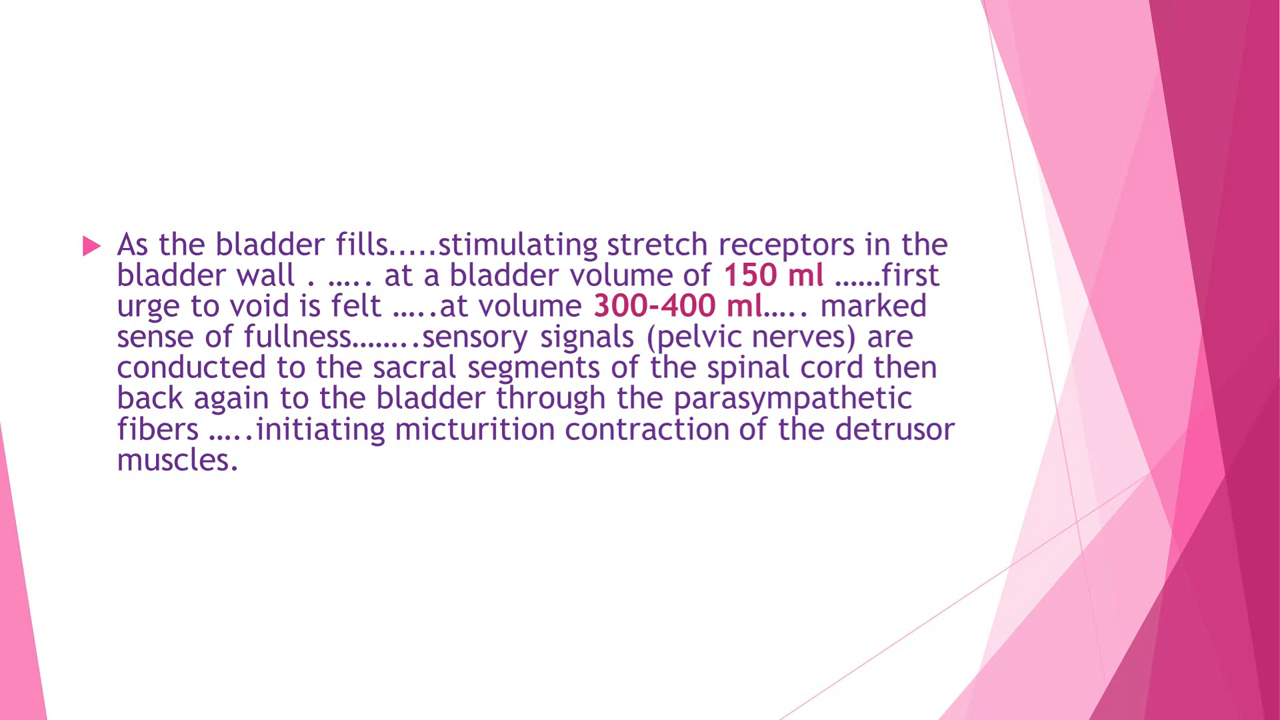 As the bladder fills.....stimulating stretch receptors in the
bladder wall . ….. at a bladder volume of 150 ml ……first
urge to void is felt …..at volume 300-400 ml….. marked
sense of fullness……..sensory signals (pelvic nerves) are
conducted to the sacral segments of the spinal cord then
back again to the bladder through the parasympathetic
fibers …..initiating micturition contraction of the detrusor
muscles.